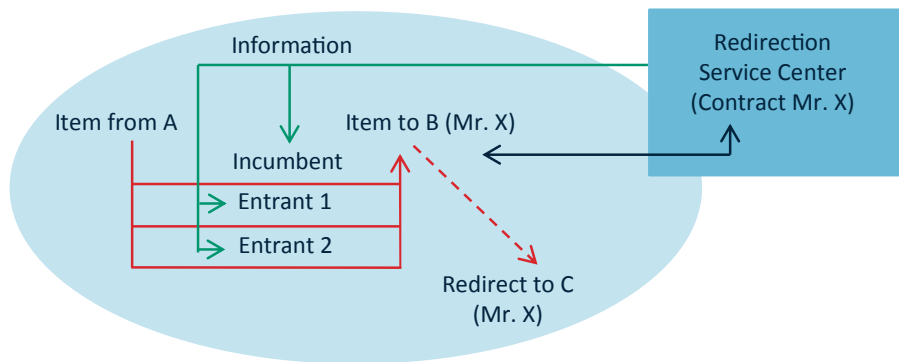 Information
Redirection
Service Center
(Contract Mr. X)
Item from A
Item to B (Mr. X)
Incumbent
Entrant 1
Entrant 2
Redirect to C
(Mr. X)